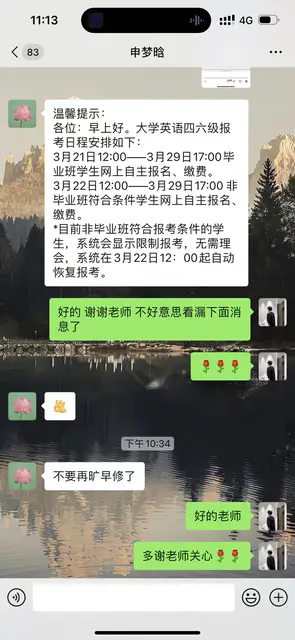 11:13
4G
83
申梦晗
温馨提示：
各位：早上好。大学英语四六级报
考日程安排如下：
3月21日12:00——3月29日17:00毕
业班学生网上自主报名、缴费。
3月22日12:00——3月29日17:00 非
毕业班符合条件学生网上自主报名、
缴费。
*目前非毕业班符合报考条件的学
生，系统会显示限制报考，无需理
会，系统在3月22日12：00起自动
恢复报考。
好的 谢谢老师 不好意思看漏下面消
息了
🌹🌹🌹
下午 10:34
不要再旷早修了
好的老师
多谢老师关心🌹🌹